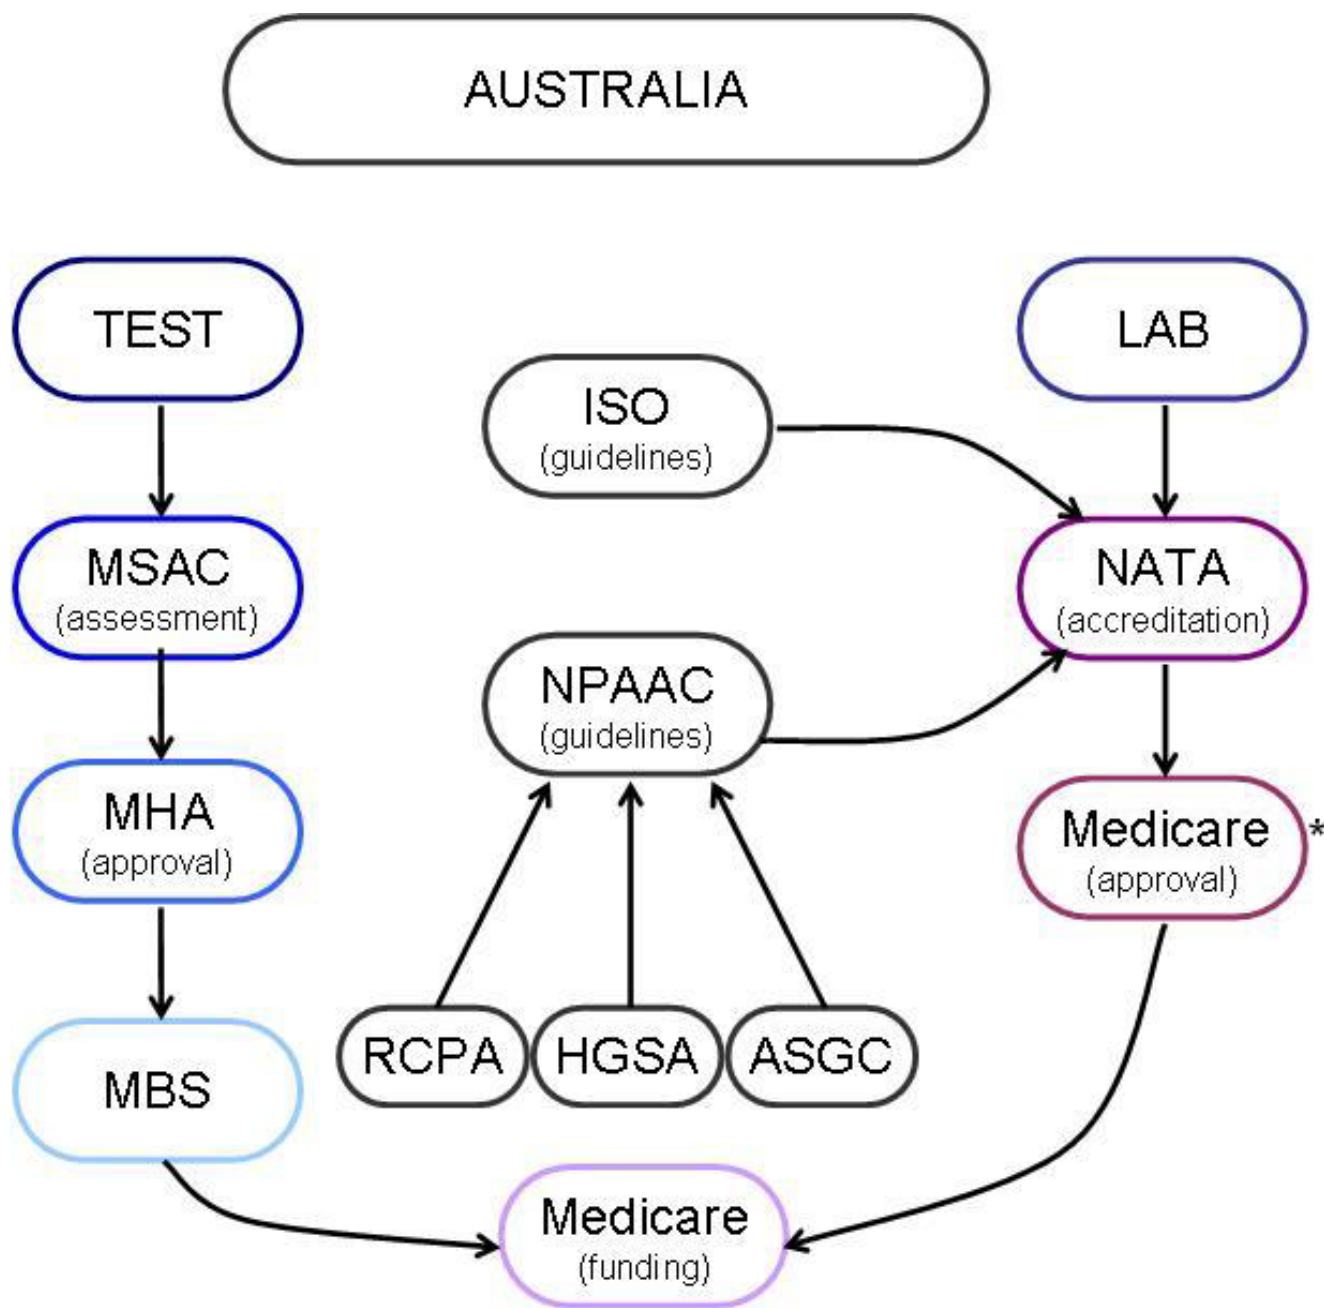 AUSTRALIA
TEST
LAB
ISO
(guidelines)
MSAC
(assessment)
NATA
(accreditation)
NPAAC
(guidelines)
MHA
(approval)
Medicare *
(approval)
RCPA
HGSA
ASGC
MBS
Medicare
(funding)